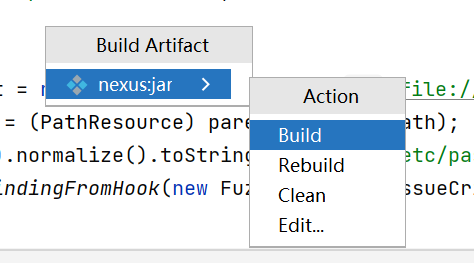 Build Artifact
nexus:jar
Action
Build
Rebuild
Clean
Edit...
t = file://
= (PathResource) pare ath);
).normalize().toString etc/pa
ndingFromHook(new Fuz ssueCr